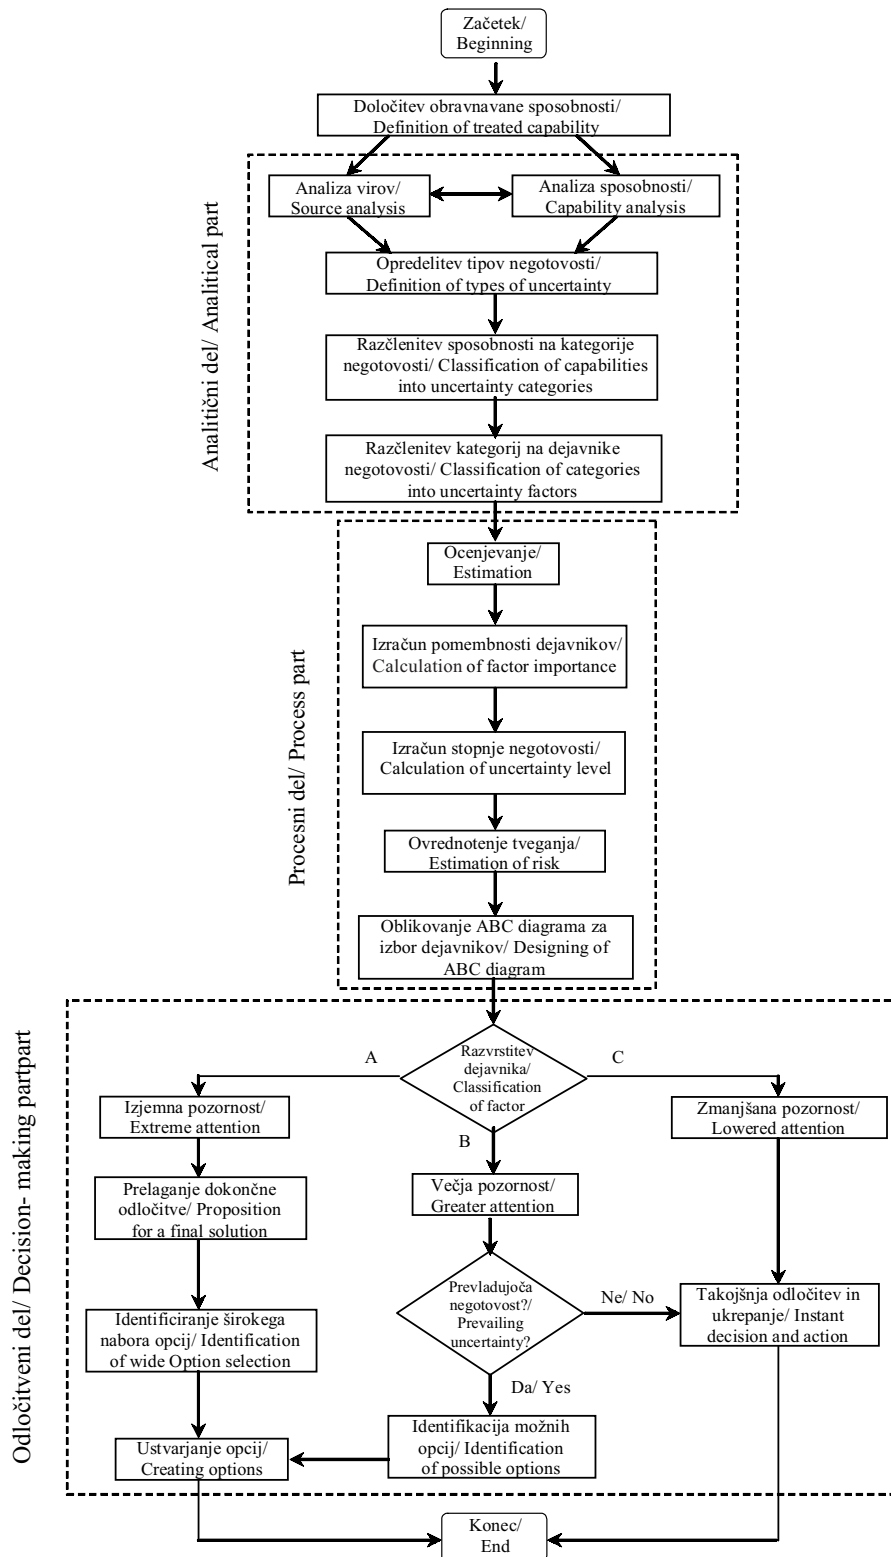 Začetek/
Beginning
Določitev obravnavane sposobnosti/
Definition of treated capability
Analitični del/ Analitical part
Analiza virov/
Source analysis
Analiza sposobnosti/
Capability analysis
Opredelitev tipov negotovosti/
Definition of types of uncertainty
Razčlenitev sposobnosti na kategorije
negotovosti/ Classification of capabilities
into uncertainty categories
Razčlenitev kategorij na dejavnike
negotovosti/ Classification of categories
into uncertainty factors
Procesni del/ Process part
Ocenjevanje/
Estimation
Izračun pomembnosti dejavnikov/
Calculation of factor importance
Izračun stopnje negotovosti/
Calculation of uncertainty level
Ovrednotenje tveganja/
Estimation of risk
Oblikovanje ABC diagrama za
izbor dejavnikov/ Designing of
ABC diagram
Odločitveni del/ Decision- making partpart
Razvrstitev
dejavnika/
Classification
of factor
A
B
C
Izjemna pozornost/
Extreme attention
Prelaganje dokončne
odločitve/ Proposition
for a final solution
Identificiranje širokega
nabora opcij/ Identification
of wide Option selection
Ustvarjanje opcij/
Creating options
Večja pozornost/
Greater attention
Prevladujoča
negotovost?/
Prevailing
uncertainty?
Ne/ No
Da/ Yes
Identifikacija možnih
opcij/ Identification
of possible options
Zmanjšana pozornost/
Lowered attention
Takojšnja odločitev in
ukrepanje/ Instant
decision and action
Konec/
End